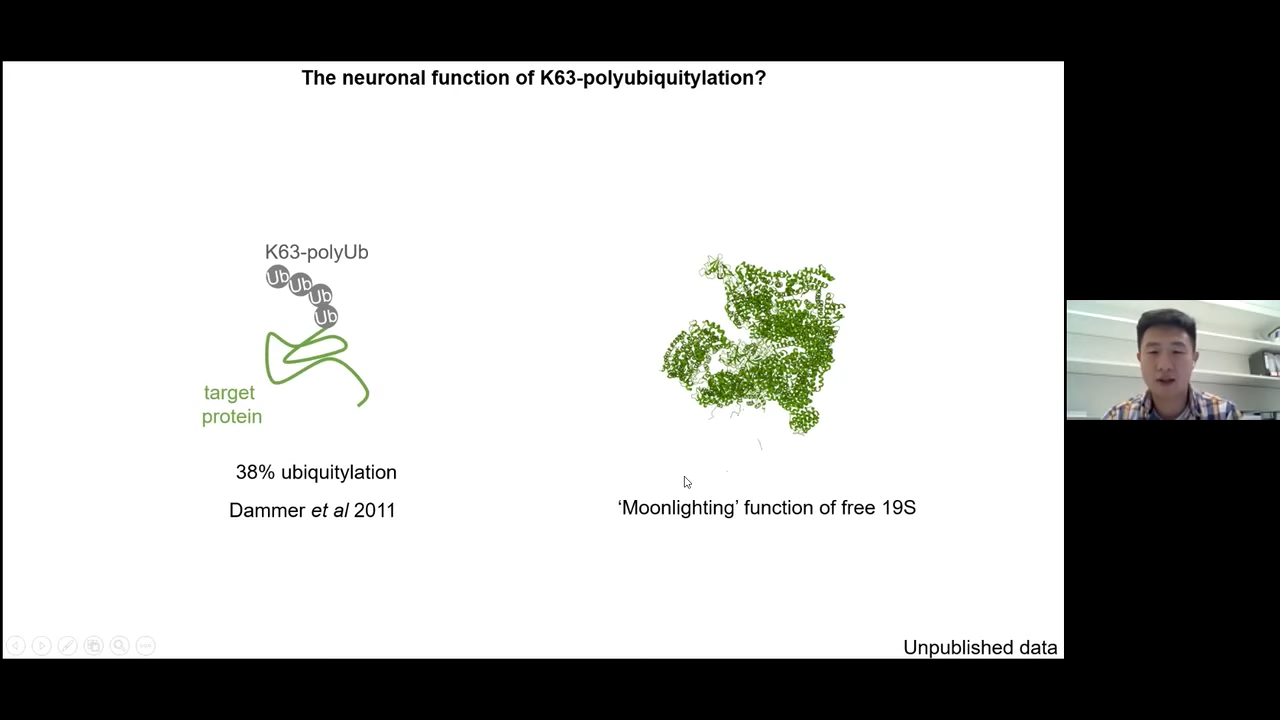 The neuronal function of K63-polyubiquitylation?
K63-polyUb
Ub
Ub
Ub
Ub
target
protein
38% ubiquitylation
Dammer et al 2011
‘Moonlighting’ function of free 19S
Unpublished data